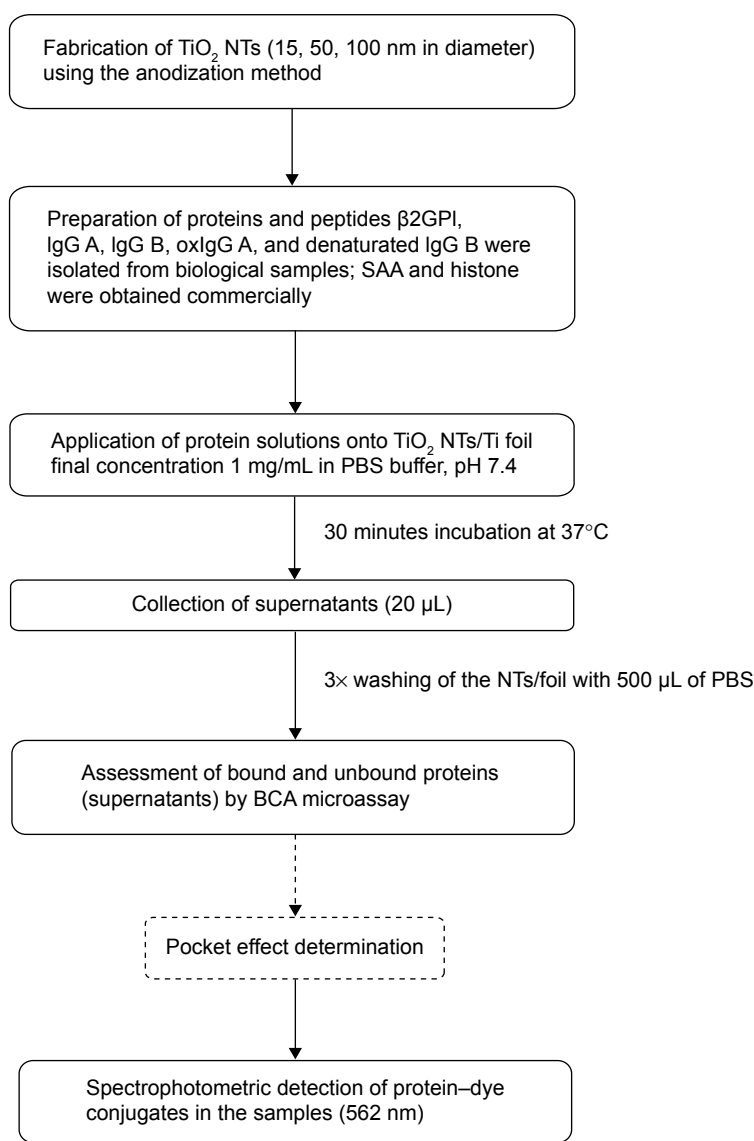 Fabrication of TiO₂ NTs (15, 50, 100 nm in diameter)
using the anodization method
Preparation of proteins and peptides β2GPI,
IgG A, IgG B, oxIgG A, and denaturated IgG B were
isolated from biological samples; SAA and histone
were obtained commercially
Application of protein solutions onto TiO₂ NTs/Ti foil
final concentration 1 mg/mL in PBS buffer, pH 7.4
30 minutes incubation at 37°C
Collection of supernatants (20 µL)
3× washing of the NTs/foil with 500 µL of PBS
Assessment of bound and unbound proteins
(supernatants) by BCA microassay
Pocket effect determination
Spectrophotometric detection of protein–dye
conjugates in the samples (562 nm)